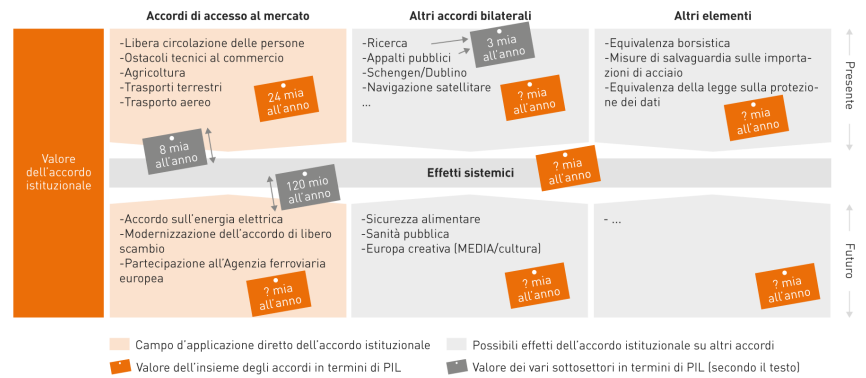 Accordi di accesso al mercato
Altri accordi bilaterali
Altri elementi
Valore
dell'accordo
istituzionale
-Libera circolazione delle persone
-Ostacoli tecnici al commercio
-Agricoltura
-Trasporti terrestri
-Trasporto aereo
24 mia
all'anno
-Ricerca
-Appalti pubblici
-Schengen/Dublino
-Navigazione satellitare
...
3 mia
all'anno
? mia
all'anno
-Equivalenza borsistica
-Misure di salvaguardia sulle importa-
zioni di acciaio
-Equivalenza della legge sulla protezio-
ne dei dati
? mia
all'anno
Presente
8 mia
all'anno
Effetti sistemici
? mia
all'anno
120 mio
all'anno
-Accordo sull'energia elettrica
-Modernizzazione dell'accordo di libero
scambio
-Partecipazione all'Agenzia ferroviaria
europea
? mia
all'anno
-Sicurezza alimentare
-Sanità pubblica
-Europa creativa (MEDIA/cultura)
? mia
all'anno
- ...
? mia
all'anno
Futuro
Campo d'applicazione diretto dell'accordo istituzionale
Possibili effetti dell'accordo istituzionale su altri accordi
Valore dell'insieme degli accordi in termini di PIL
Valore dei vari sottosettori in termini di PIL (secondo il testo)